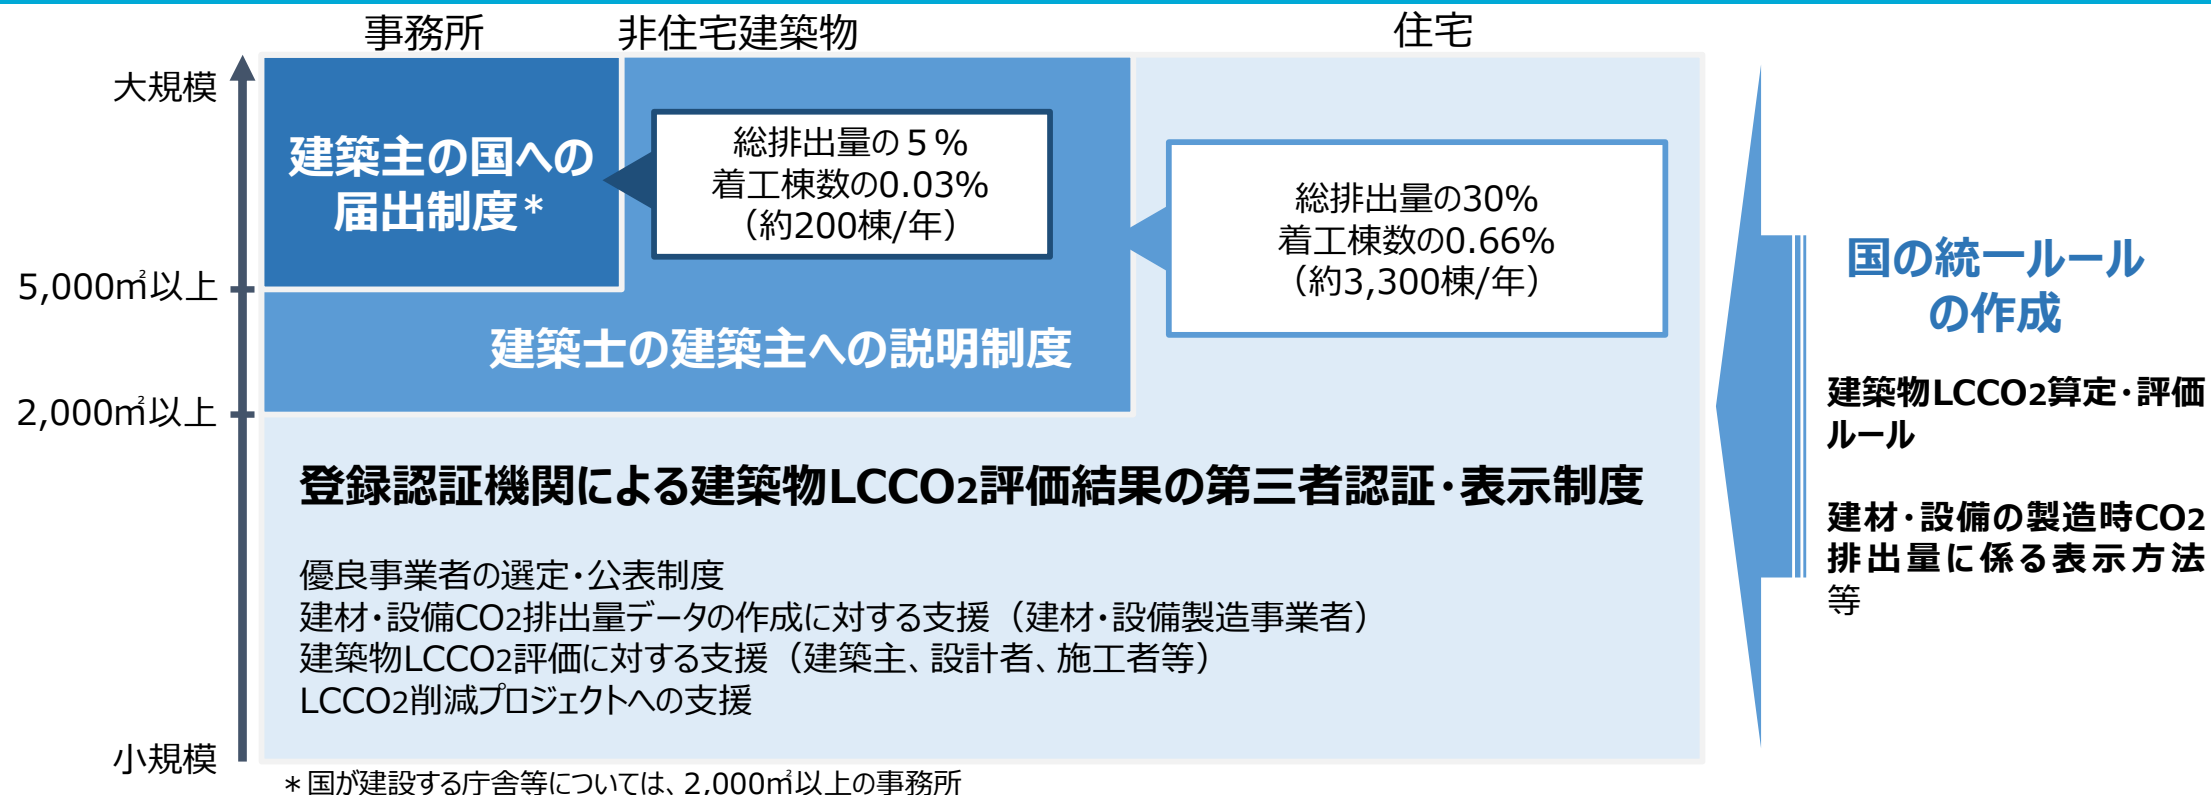 事務所
非住宅建築物
住宅
大規模
建築主の国への
届出制度＊
総排出量の５%
着工棟数の0.03%
（約200棟/年）
総排出量の30%
着工棟数の0.66%
（約3,300棟/年）
5,000㎡以上
建築士の建築主への説明制度
2,000㎡以上
登録認証機関による建築物LCCO2評価結果の第三者認証･表示制度
優良事業者の選定･公表制度
建材･設備CO2排出量データの作成に対する支援（建材･設備製造事業者）
建築物LCCO2評価に対する支援（建築主、設計者、施工者等）
LCCO2削減プロジェクトへの支援
小規模
＊国が建設する庁舎等については、2,000㎡以上の事務所
国の統一ルール
の作成
建築物LCCO2算定･評価
ルール
建材･設備の製造時CO2
排出量に係る表示方法
等